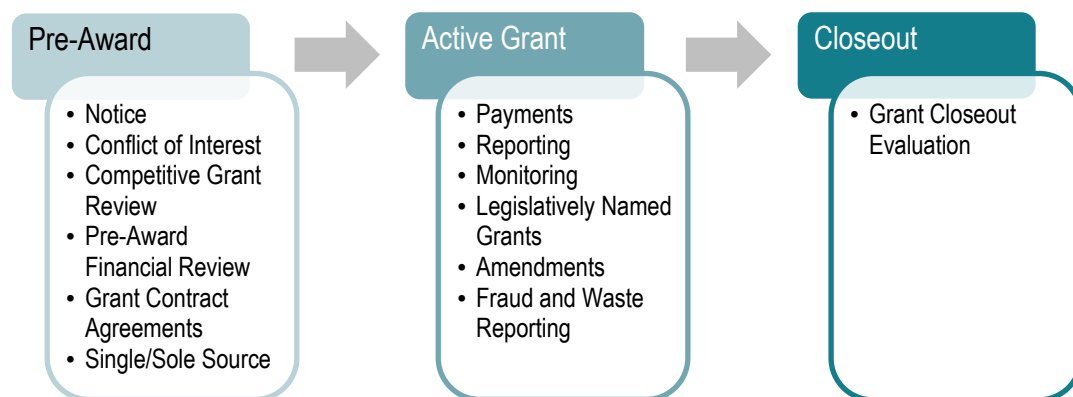 Pre-Award
• Notice
• Conflict of Interest
• Competitive Grant
Review
• Pre-Award
Financial Review
• Grant Contract
Agreements
• Single/Sole Source
Active Grant
• Payments
• Reporting
• Monitoring
• Legislatively Named
Grants
• Amendments
• Fraud and Waste
Reporting
Closeout
• Grant Closeout
Evaluation